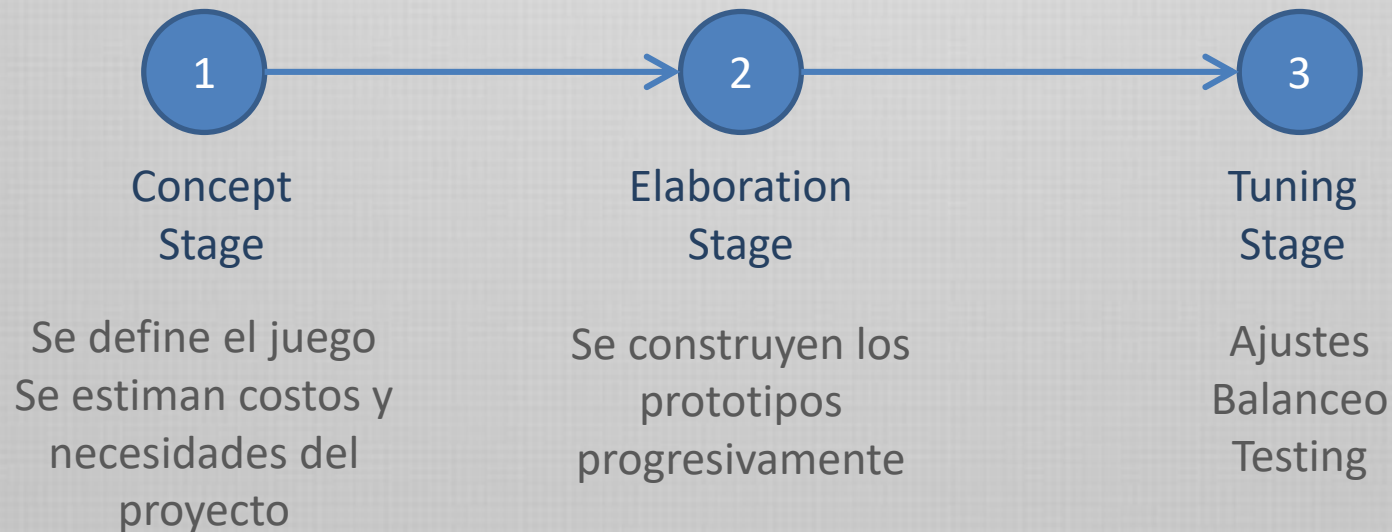 1
2
3
Concept
Stage
Se define el juego
Se estiman costos y
necesidades del
proyecto
Elaboration
Stage
Se construyen los
prototipos
progresivamente
Tuning
Stage
Ajustes
Balanceo
Testing